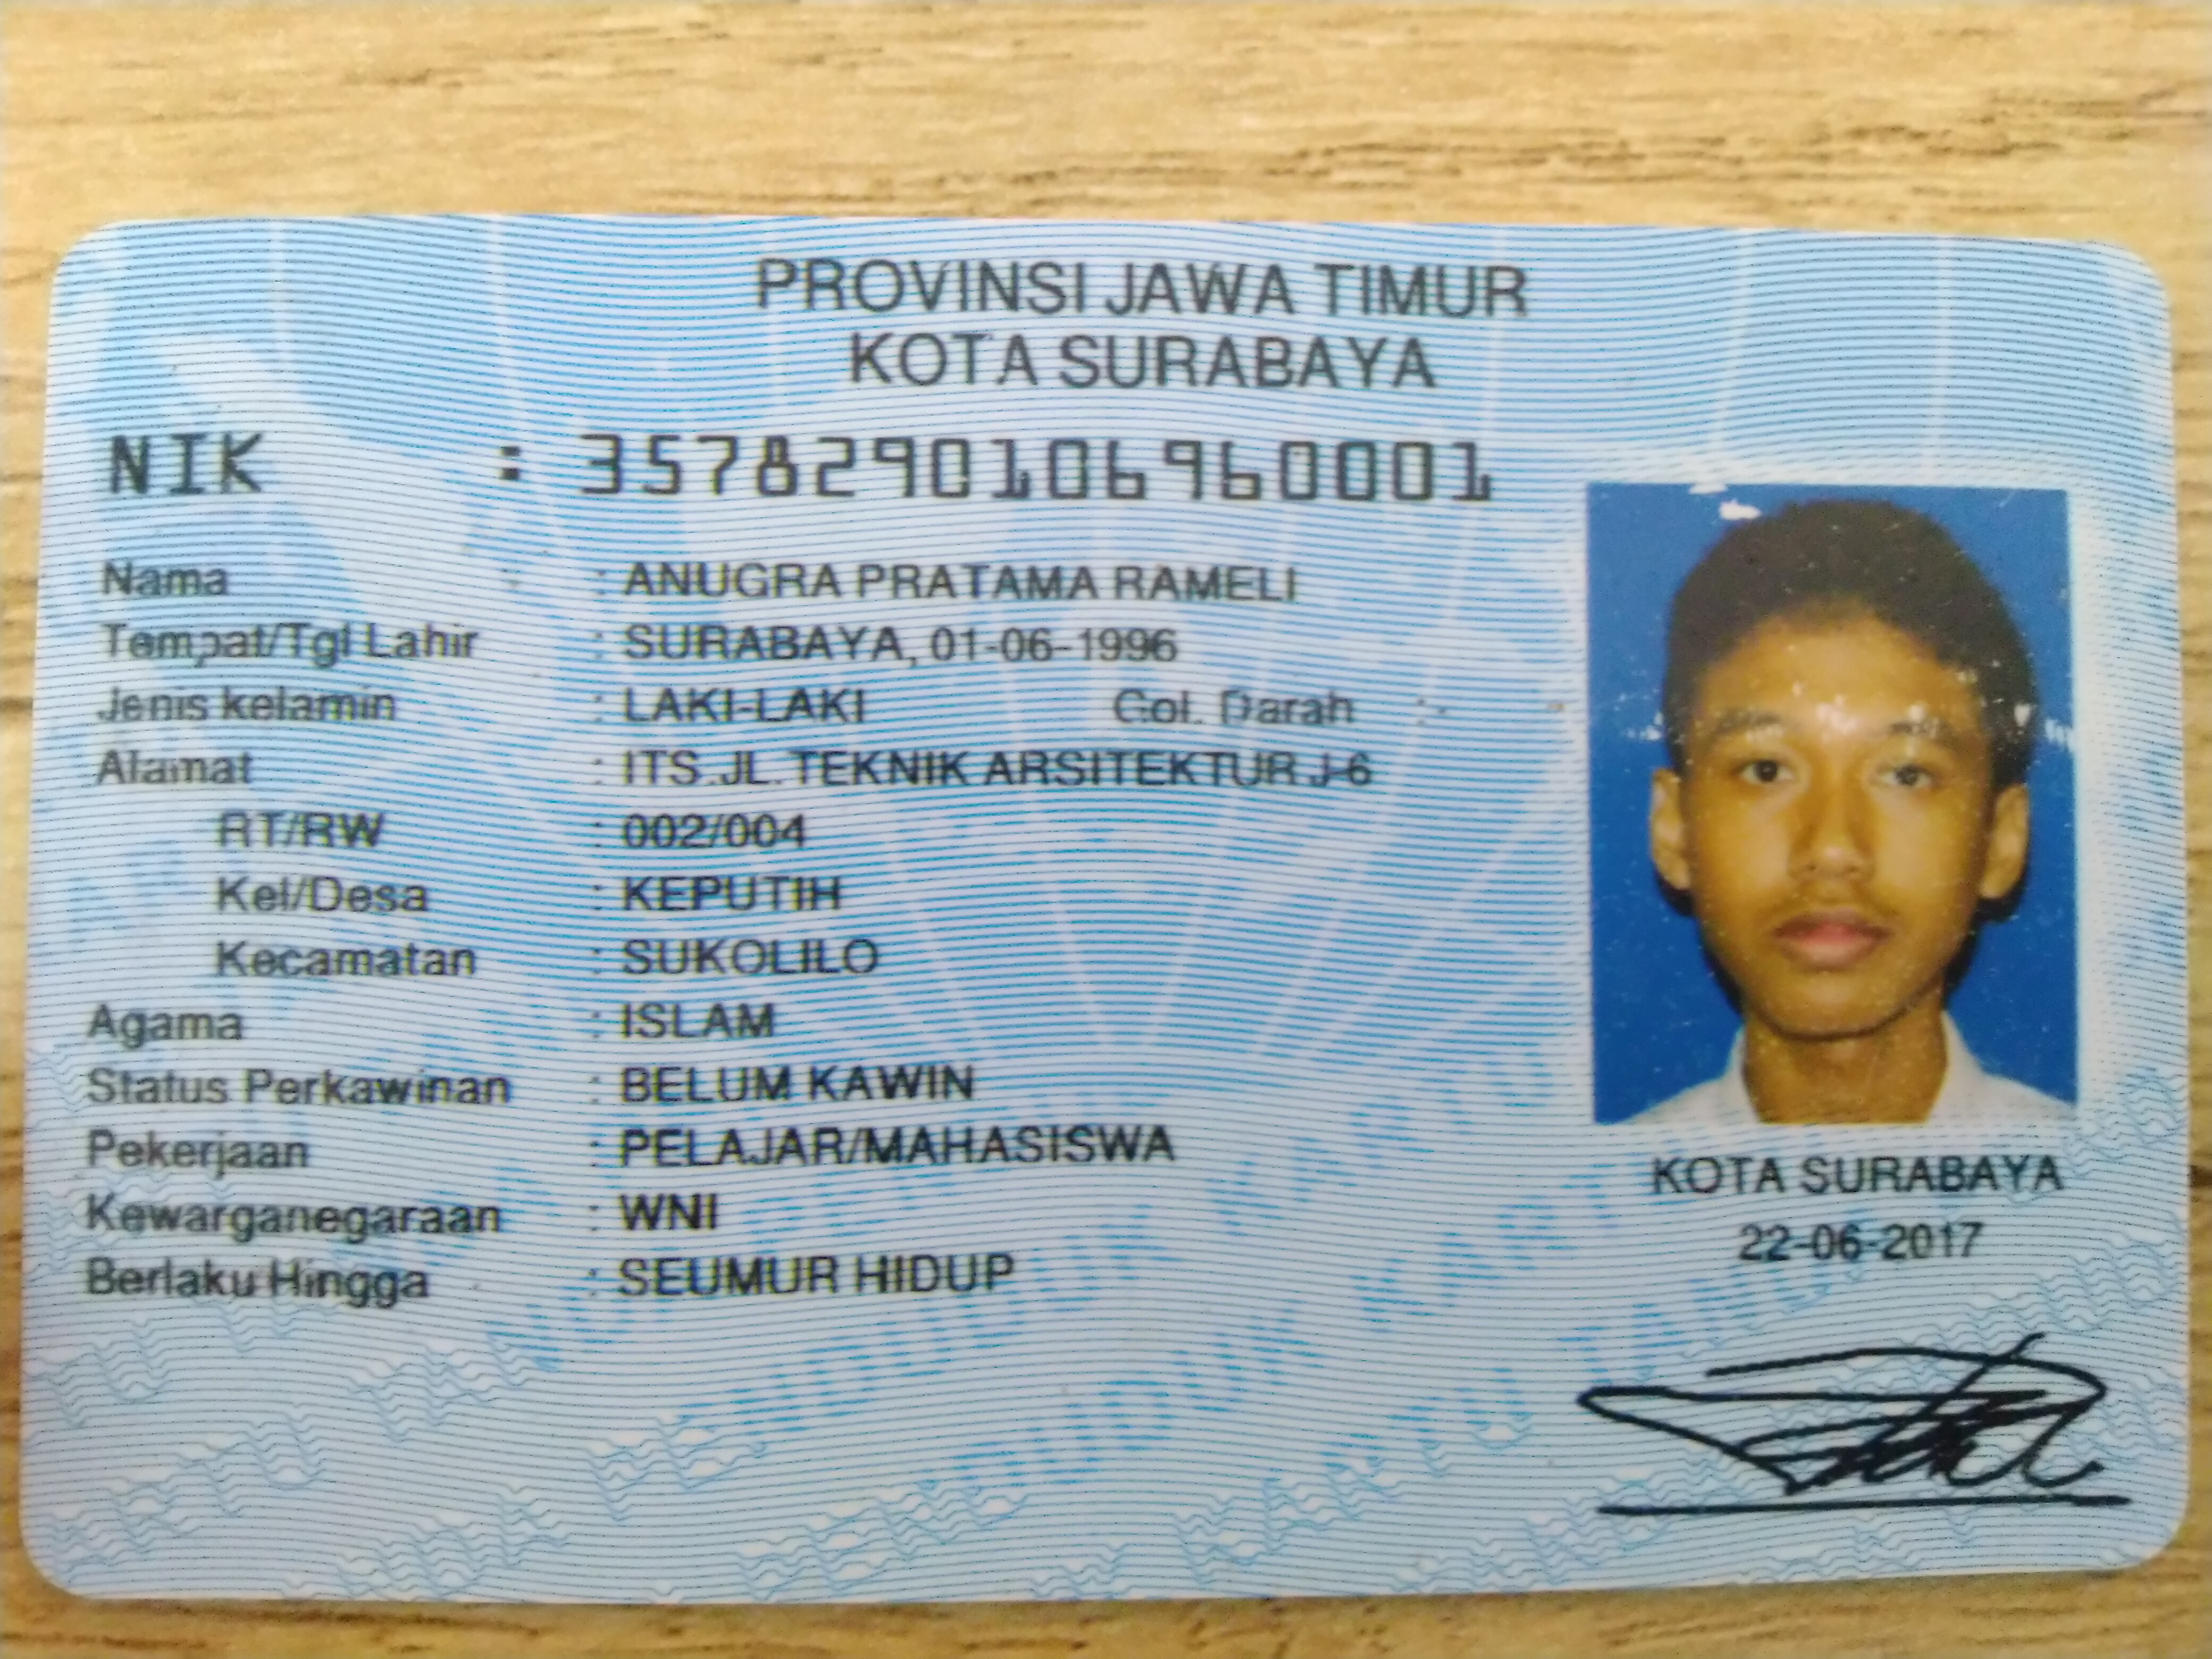 PROVINSI JAWA TIMUR
KOTA SURABAYA
NIK : 3578290106960001
Nama : ANUGRA PRATAMA RAMELI
Tempat/Tgl Lahir : SURABAYA, 01-06-1996
Jenis kelamin : LAKI-LAKI Gol. Darah : -
Alamat : ITS JL. TEKNIK ARSITEKTUR J-6
RT/RW : 002/004
Kel/Desa : KEPUTIH
Kecamatan : SUKOLILO
Agama : ISLAM
Status Perkawinan : BELUM KAWIN
Pekerjaan : PELAJAR/MAHASISWA
Kewarganegaraan : WNI
Berlaku Hingga : SEUMUR HIDUP
KOTA SURABAYA
22-06-2017